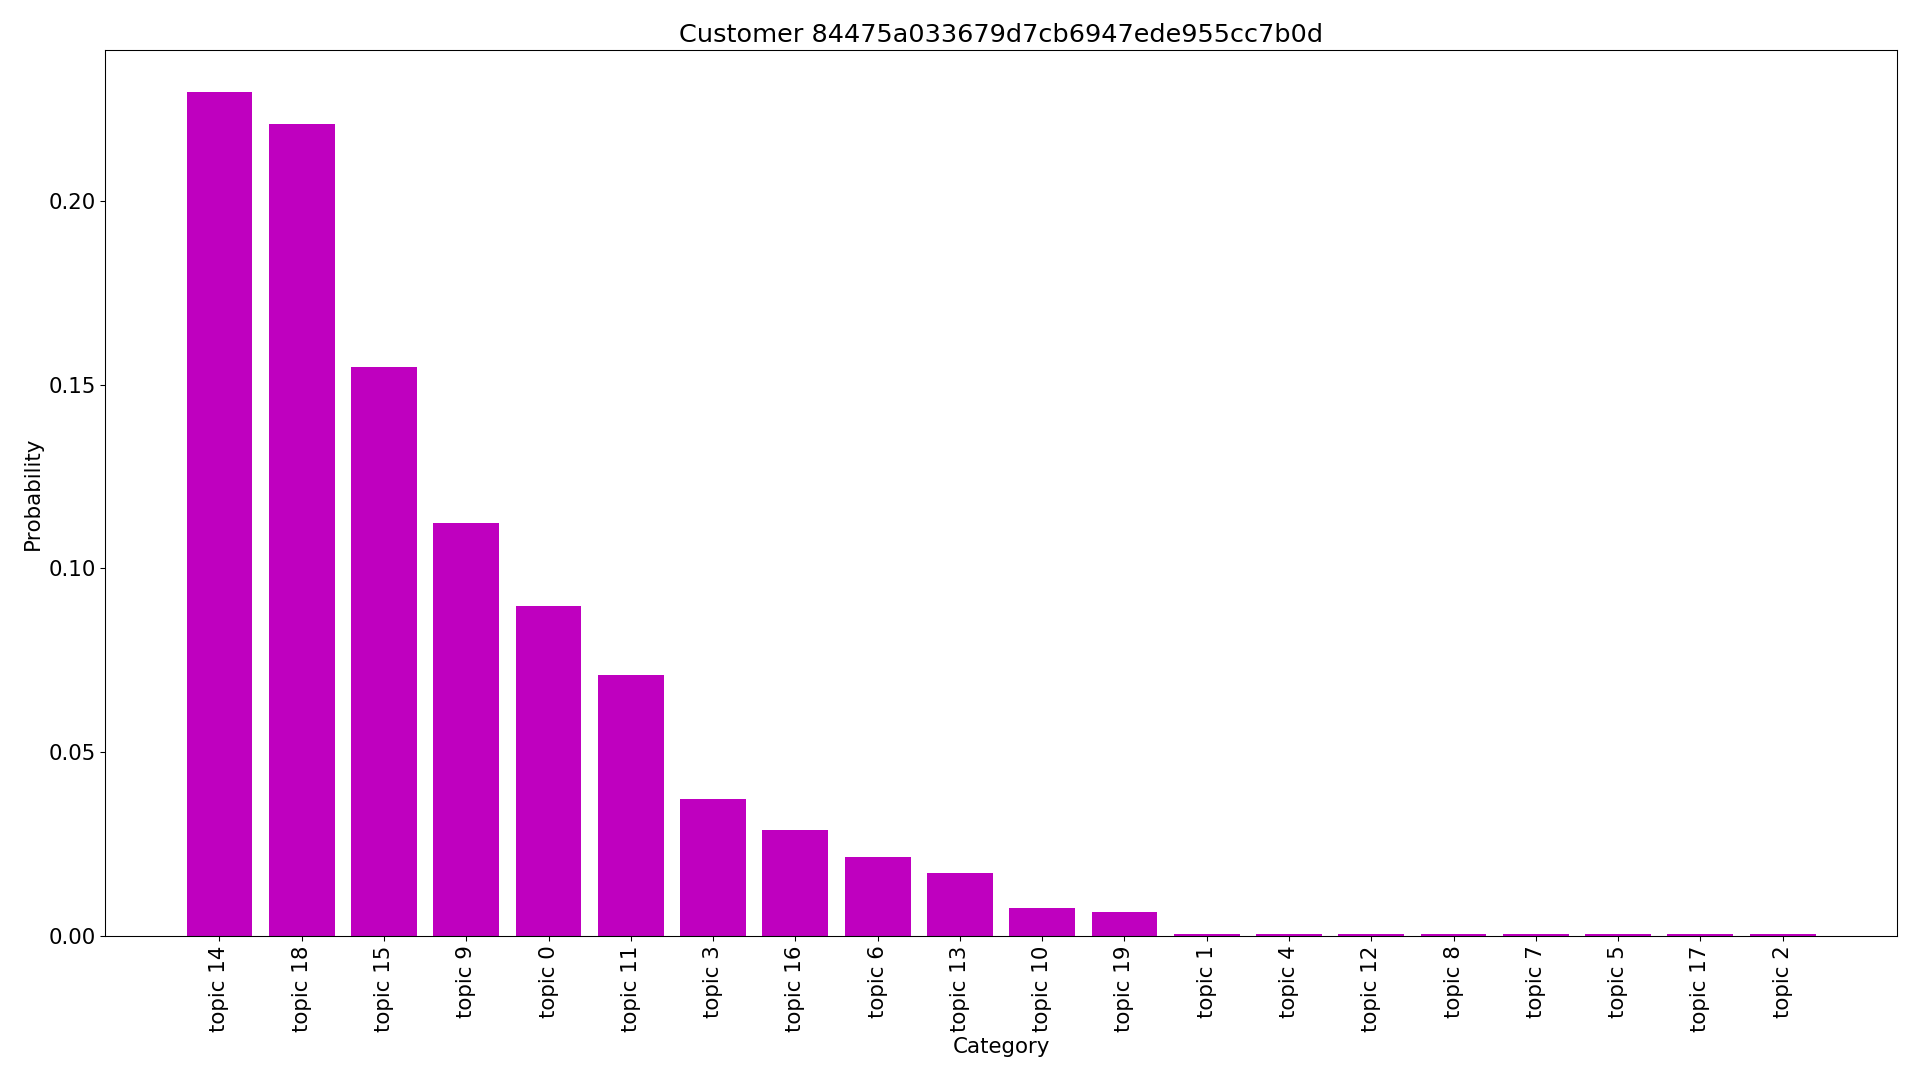 Customer 84475a033679d7cb6947ede955cc7b0d
Probability
0.20
0.15
0.10
0.05
0.00
topic 14
topic 18
topic 15
topic 9
topic 0
topic 11
topic 3
topic 16
topic 6
topic 13
topic 10
topic 19
topic 1
topic 4
topic 12
topic 8
topic 7
topic 5
topic 17
topic 2
Category